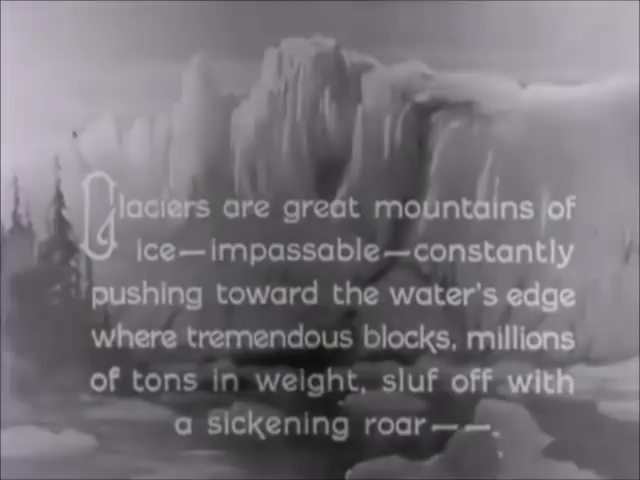 Glaciers are great mountains of
ice—impassable—constantly
pushing toward the water's edge
where tremendous blocks, millions
of tons in weight, sluf off with
a sickening roar——.